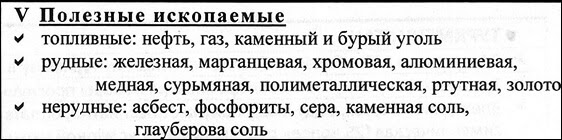 V Полезные ископаемые
✓ топливные: нефть, газ, каменный и бурый уголь
✓ рудные: железная, марганцевая, хромовая, алюминиевая,
медная, сурьмяная, полиметаллическая, ртутная, золото
✓ нерудные: асбест, фосфориты, сера, каменная соль,
глауберова соль